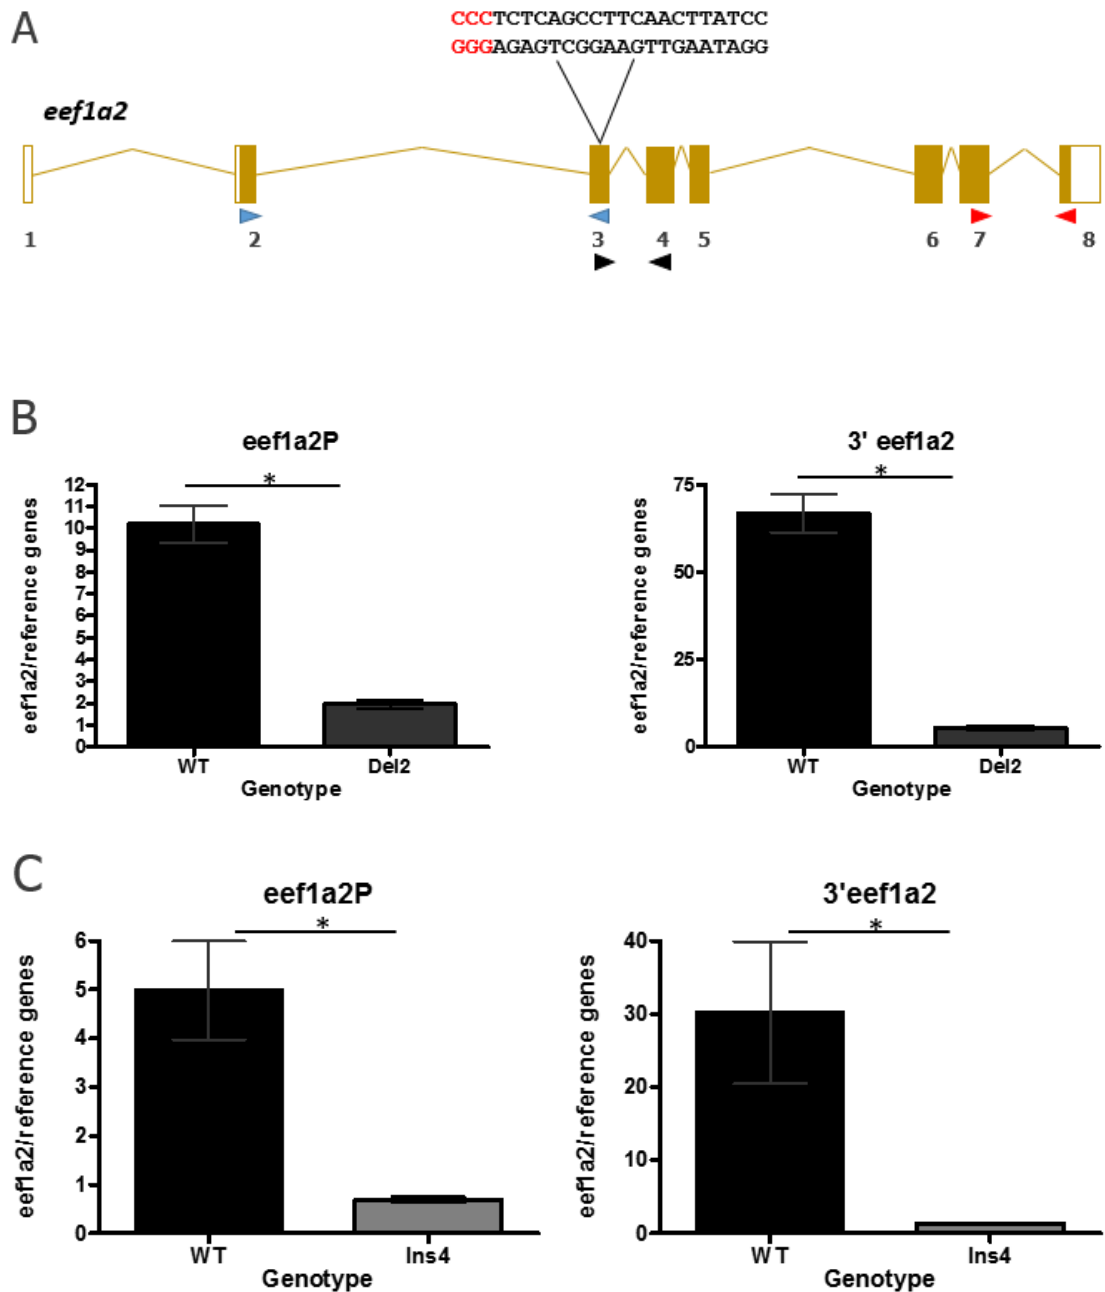 A
CCCTCTCAGCCTTCAACTTATCC
GGGAGAGTCGGAAGTTGAATAGG
eef1a2
1 2 3 4 5 6 7 8
B
eef1a2P
*
eef1a2/reference genes
12
11
10
9
8
7
6
5
4
3
2
1
0
WT Del2
Genotype
3' eef1a2
*
eef1a2/reference genes
75
50
25
0
WT Del2
Genotype
C
eef1a2P
*
eef1a2/reference genes
6
5
4
3
2
1
0
WT Ins4
Genotype
3'eef1a2
*
eef1a2/reference genes
40
30
20
10
0
WT Ins4
Genotype